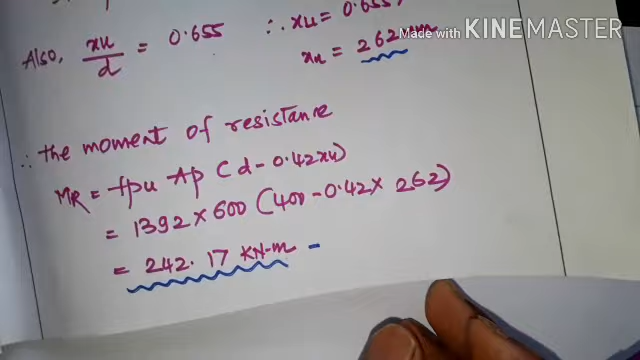 Made with KINEMASTER
Also, xu/d = 0.655 ∴ xu = 0.655
xu = 262 mm
∴ the moment of resistance
MR = fpu Ap (d - 0.42xu)
= 1392 × 600 (400 - 0.42 × 262)
= 242.17 KN-m